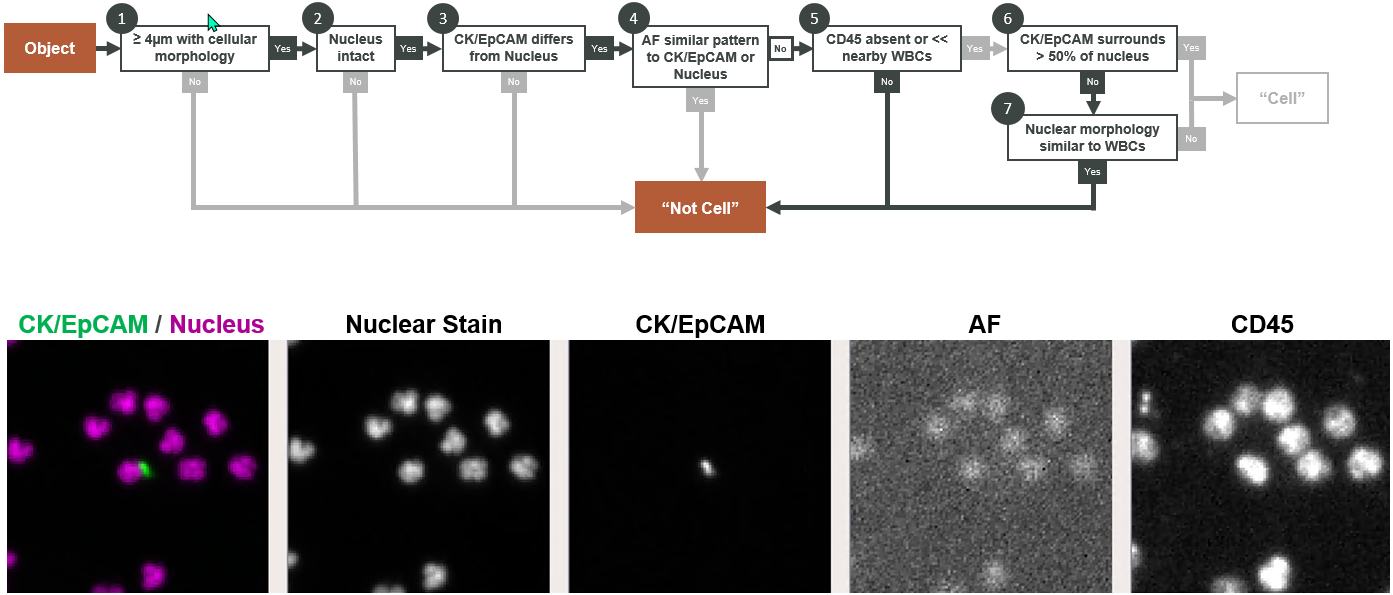 1
2
3
4
5
6
Object
≥ 4µm with cellular
morphology
Yes
Nucleus
intact
Yes
CK/EpCAM differs
from Nucleus
Yes
AF similar pattern
to CK/EpCAM or
Nucleus
No
CD45 absent or <<
nearby WBCs
Yes
CK/EpCAM surrounds
> 50% of nucleus
Yes
No
No
No
Yes
No
No
"Cell"
7
Nuclear morphology
similar to WBCs
No
Yes
"Not Cell"
CK/EpCAM / Nucleus
Nuclear Stain
CK/EpCAM
AF
CD45